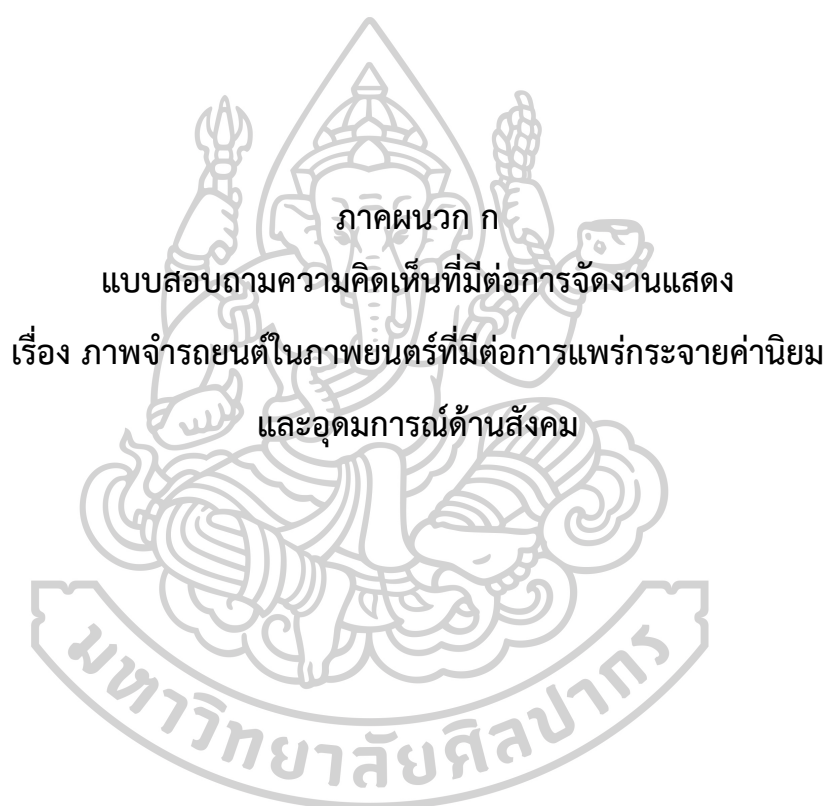 ภาคผนวก ก
แบบสอบถามความคิดเห็นที่มีต่อการจัดงานแสดง
เรื่อง ภาพจำรถยนต์ในภาพยนตร์ที่มีต่อการแพร่กระจายค่านิยม
และอุดมการณ์ด้านสังคม
มหาวิทยาลัยศิลปากร